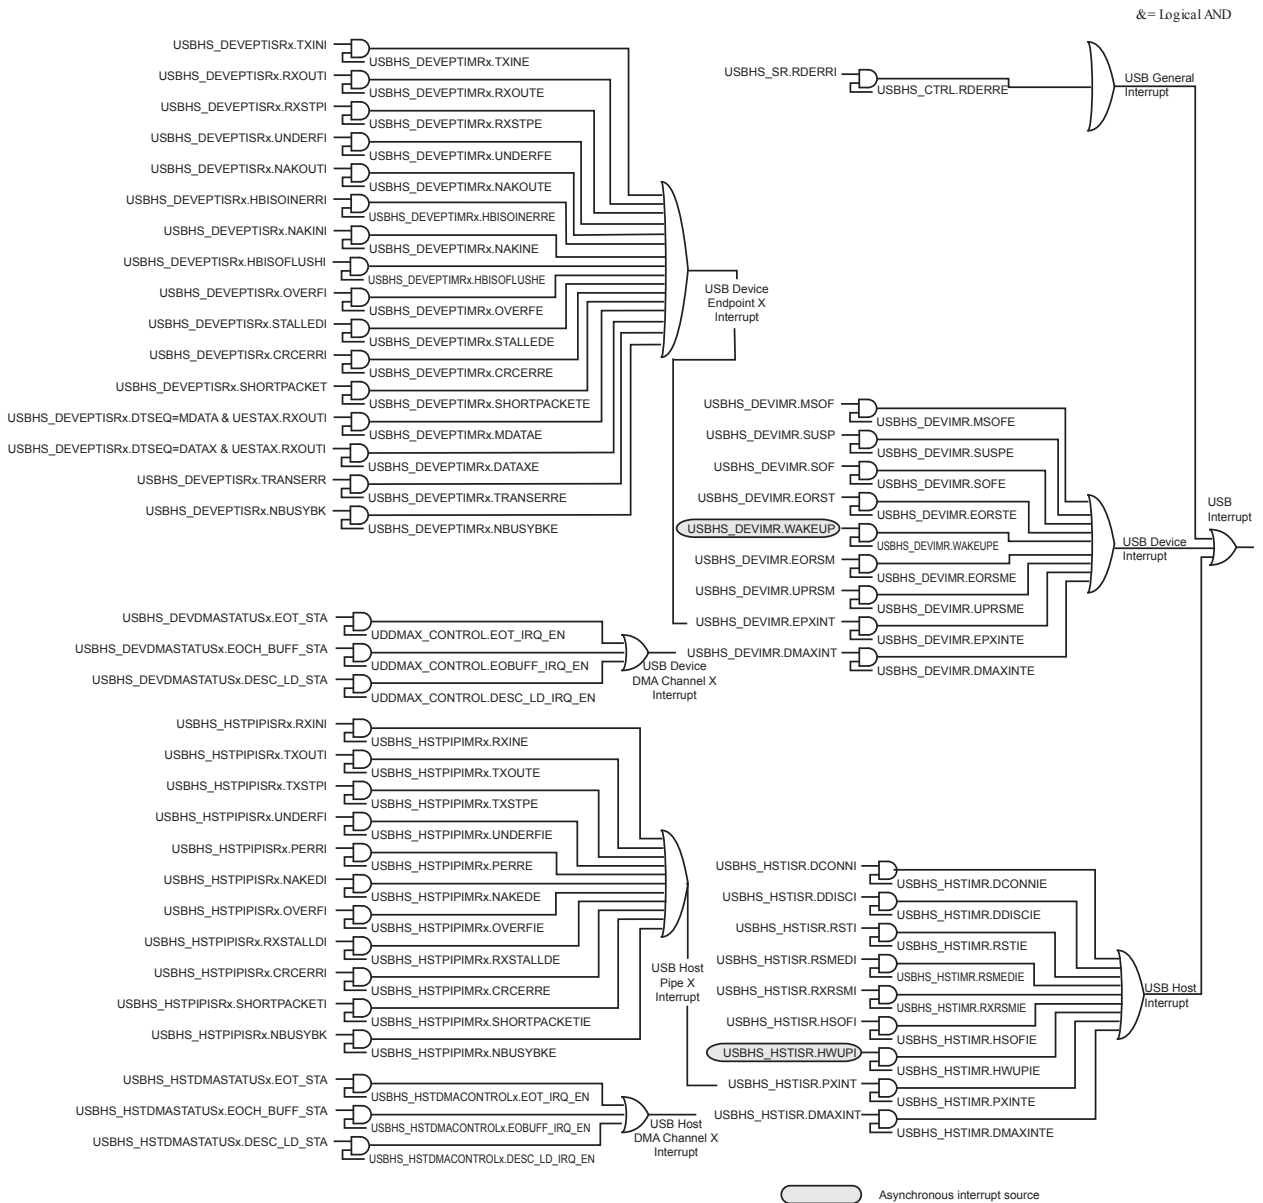 &= Logical AND
USBHS_DEVEPTISRx.TXINI
USBHS_DEVEPTIMRx.TXINE
USBHS_DEVEPTISRx.RXOUTI
USBHS_DEVEPTIMRx.RXOUTE
USBHS_DEVEPTISRx.RXSTPI
USBHS_DEVEPTIMRx.RXSTPE
USBHS_DEVEPTISRx.UNDERFI
USBHS_DEVEPTIMRx.UNDERFE
USBHS_DEVEPTISRx.NAKOUTI
USBHS_DEVEPTIMRx.NAKOUTE
USBHS_DEVEPTISRx.HBISOINERRI
USBHS_DEVEPTIMRx.HBISOINERRE
USBHS_DEVEPTISRx.NAKINI
USBHS_DEVEPTIMRx.NAKINE
USBHS_DEVEPTISRx.HBISOFLUSHI
USBHS_DEVEPTIMRx.HBISOFLUSHE
USBHS_DEVEPTISRx.OVERFI
USBHS_DEVEPTIMRx.OVERFE
USBHS_DEVEPTISRx.STALLEDI
USBHS_DEVEPTIMRx.STALLEDE
USBHS_DEVEPTISRx.CRCERRI
USBHS_DEVEPTIMRx.CRCERRE
USBHS_DEVEPTISRx.SHORTPACKET
USBHS_DEVEPTIMRx.SHORTPACKETE
USBHS_DEVEPTISRx.DTSEQ=MDATA & UESTAX.RXOUTI
USBHS_DEVEPTIMRx.MDATAE
USBHS_DEVEPTISRx.DTSEQ=DATAX & UESTAX.RXOUTI
USBHS_DEVEPTIMRx.DATAXE
USBHS_DEVEPTISRx.TRANSERR
USBHS_DEVEPTIMRx.TRANSERRE
USBHS_DEVEPTISRx.NBUSYBK
USBHS_DEVEPTIMRx.NBUSYBKE
USB Device
Endpoint X
Interrupt
USBHS_SR.RDERRI
USBHS_CTRL.RDERRE
USB General
Interrupt
USBHS_DEVIMR.MSOF
USBHS_DEVIMR.MSOFE
USBHS_DEVIMR.SUSP
USBHS_DEVIMR.SUSPE
USBHS_DEVIMR.SOF
USBHS_DEVIMR.SOFE
USBHS_DEVIMR.EORST
USBHS_DEVIMR.EORSTE
USBHS_DEVIMR.WAKEUP
USBHS_DEVIMR.WAKEUPE
USBHS_DEVIMR.EORSM
USBHS_DEVIMR.EORSME
USBHS_DEVIMR.UPRSM
USBHS_DEVIMR.UPRSME
USBHS_DEVIMR.EPXINT
USBHS_DEVIMR.EPXINTE
USBHS_DEVIMR.DMAXINT
USBHS_DEVIMR.DMAXINTE
USB Device
Interrupt
USB
Interrupt
USBHS_DEVDMASTATUSx.EOT_STA
UDDMAX_CONTROL.EOT_IRQ_EN
USBHS_DEVDMASTATUSx.EOCH_BUFF_STA
UDDMAX_CONTROL.EOBUFF_IRQ_EN
USBHS_DEVDMASTATUSx.DESC_LD_STA
UDDMAX_CONTROL.DESC_LD_IRQ_EN
USB Device
DMA Channel X
Interrupt
USBHS_HSTPIPISRx.RXINI
USBHS_HSTPIPIMRx.RXINE
USBHS_HSTPIPISRx.TXOUTI
USBHS_HSTPIPIMRx.TXOUTE
USBHS_HSTPIPISRx.TXSTPI
USBHS_HSTPIPIMRx.TXSTPE
USBHS_HSTPIPISRx.UNDERFI
USBHS_HSTPIPIMRx.UNDERFIE
USBHS_HSTPIPISRx.PERRI
USBHS_HSTPIPIMRx.PERRE
USBHS_HSTPIPISRx.NAKEDI
USBHS_HSTPIPIMRx.NAKEDE
USBHS_HSTPIPISRx.OVERFI
USBHS_HSTPIPIMRx.OVERFIE
USBHS_HSTPIPISRx.RXSTALLDI
USBHS_HSTPIPIMRx.RXSTALLDE
USBHS_HSTPIPISRx.CRCERRI
USBHS_HSTPIPIMRx.CRCERRE
USBHS_HSTPIPISRx.SHORTPACKETI
USBHS_HSTPIPIMRx.SHORTPACKETIE
USBHS_HSTPIPISRx.NBUSYBK
USBHS_HSTPIPIMRx.NBUSYBKE
USB Host
Pipe X
Interrupt
USBHS_HSTISR.DCONNI
USBHS_HSTIMR.DCONNIE
USBHS_HSTISR.DDISCI
USBHS_HSTIMR.DDISCIE
USBHS_HSTISR.RSTI
USBHS_HSTIMR.RSTIE
USBHS_HSTISR.RSMEDI
USBHS_HSTIMR.RSMEDIE
USBHS_HSTISR.RXRSMI
USBHS_HSTIMR.RXRSMIE
USBHS_HSTISR.HSOFI
USBHS_HSTIMR.HSOFIE
USBHS_HSTISR.HWUPI
USBHS_HSTIMR.HWUPIE
USBHS_HSTISR.PXINT
USBHS_HSTIMR.PXINTE
USBHS_HSTISR.DMAXINT
USBHS_HSTIMR.DMAXINTE
USB Host
Interrupt
USBHS_HSTDMASTATUSx.EOT_STA
USBHS_HSTDMACONTROLx.EOT_IRQ_EN
USBHS_HSTDMASTATUSx.EOCH_BUFF_STA
USBHS_HSTDMACONTROLx.EOBUFF_IRQ_EN
USBHS_HSTDMASTATUSx.DESC_LD_STA
USBHS_HSTDMACONTROLx.DESC_LD_IRQ_EN
USB Host
DMA Channel X
Interrupt
Asynchronous interrupt source